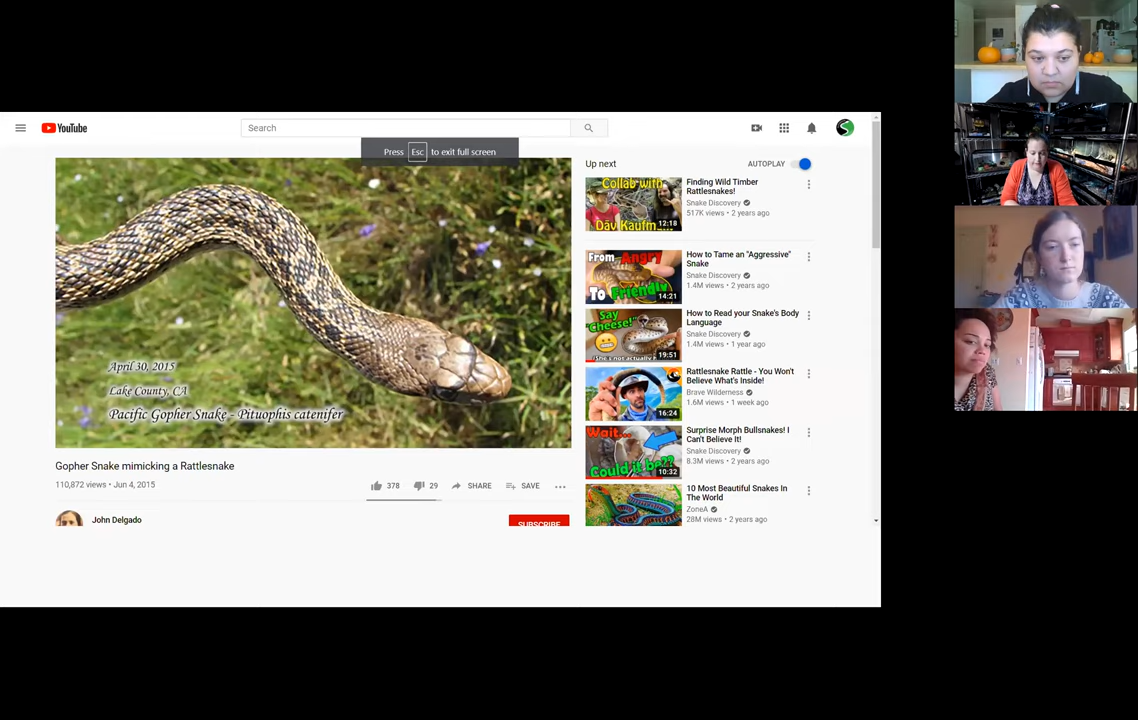 YouTube
Search
Press Esc to exit full screen
April 30, 2015
Lake County, CA
Pacific Gopher Snake - Pituophis catenifer
Gopher Snake mimicking a Rattlesnake
110,872 views • Jun 4, 2015
378
29
SHARE
SAVE
John Delgado
SUBSCRIBE
Up next
AUTOPLAY
Collab with
Dāv Kaufman
12:18
Finding Wild Timber
Rattlesnakes!
Snake Discovery
517K views • 2 years ago
From Angry
To Friendly
14:21
How to Tame an "Aggressive"
Snake
Snake Discovery
1.4M views • 2 years ago
Say
"Cheese!"
19:51
How to Read your Snake's Body
Language
Snake Discovery
1.4M views • 1 year ago
16:24
Rattlesnake Rattle - You Won't
Believe What's Inside!
Brave Wilderness
1.6M views • 1 week ago
Wait...
Could it be??
10:32
Surprise Morph Bullsnakes! I
Can't Believe It!
Snake Discovery
8.3M views • 2 years ago
10 Most Beautiful Snakes In
The World
ZoneA
28M views • 2 years ago